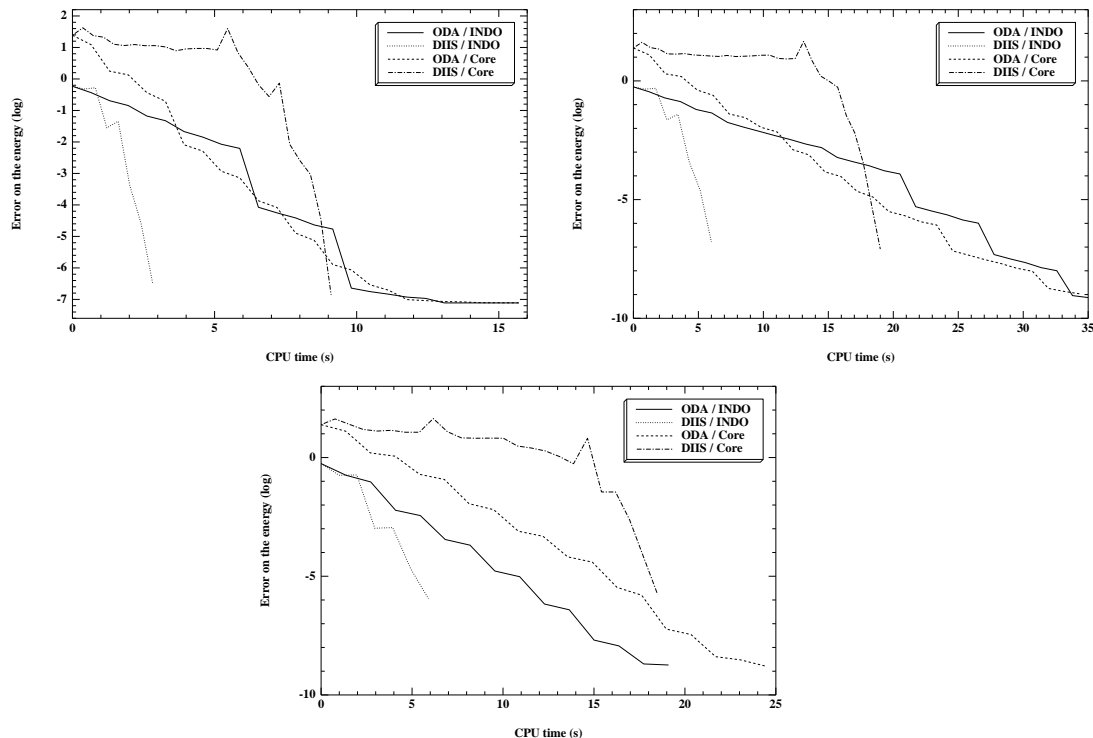 2
1
0
-1
-2
-3
-4
-5
-6
-7
Error on the energy (log)
ODA / INDO
DIIS / INDO
ODA / Core
DIIS / Core
0
5
10
15
CPU time (s)
0
-5
-10
Error on the energy (log)
ODA / INDO
DIIS / INDO
ODA / Core
DIIS / Core
0
5
10
15
20
25
30
35
CPU time (s)
0
-5
-10
Error on the energy (log)
ODA / INDO
DIIS / INDO
ODA / Core
DIIS / Core
0
5
10
15
20
25
CPU time (s)